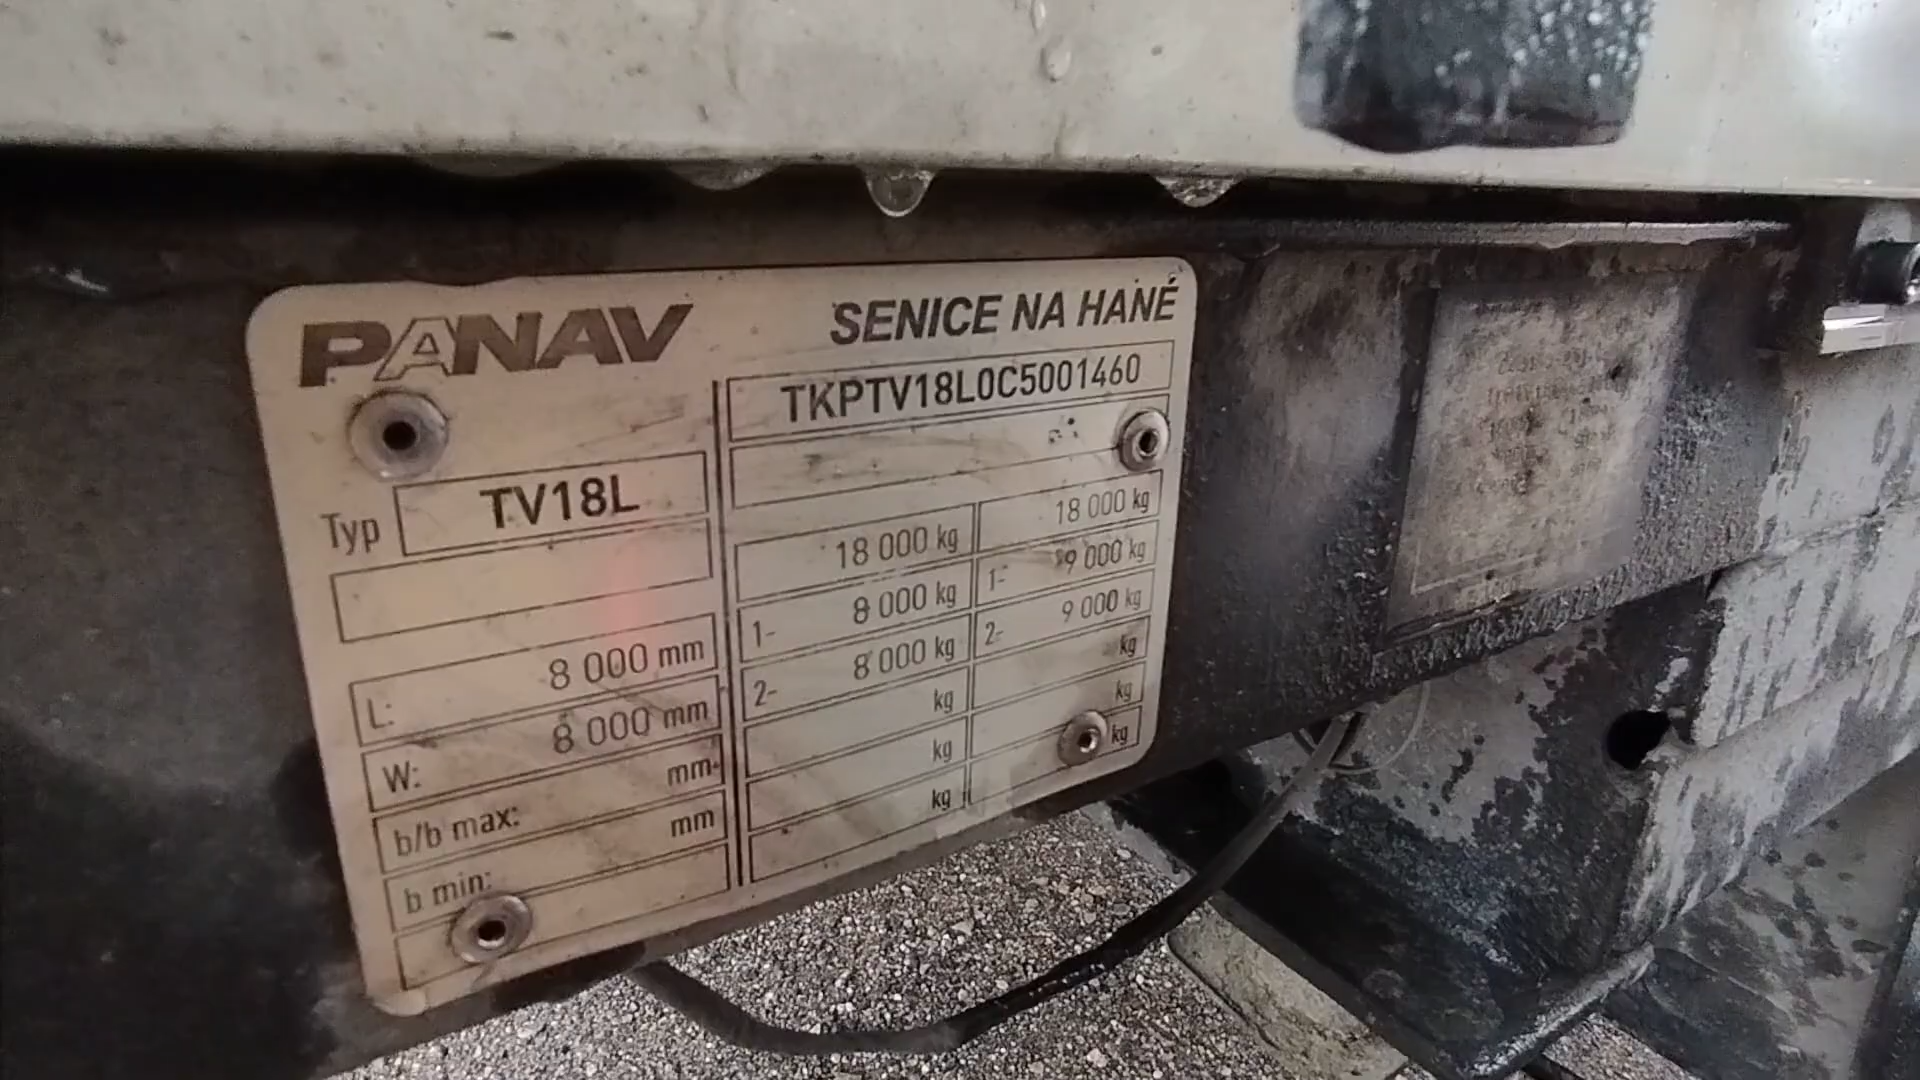 PANAV
SENICE NA HANÉ
TKPTV18L0C5001460
Typ TV18L
18 000 kg
18 000 kg
1- 8 000 kg
1- 9 000 kg
2- 8 000 kg
2- 9 000 kg
kg
kg
kg
kg
kg
kg
L: 8 000 mm
W: 8 000 mm
b/b max: mm
b min: mm